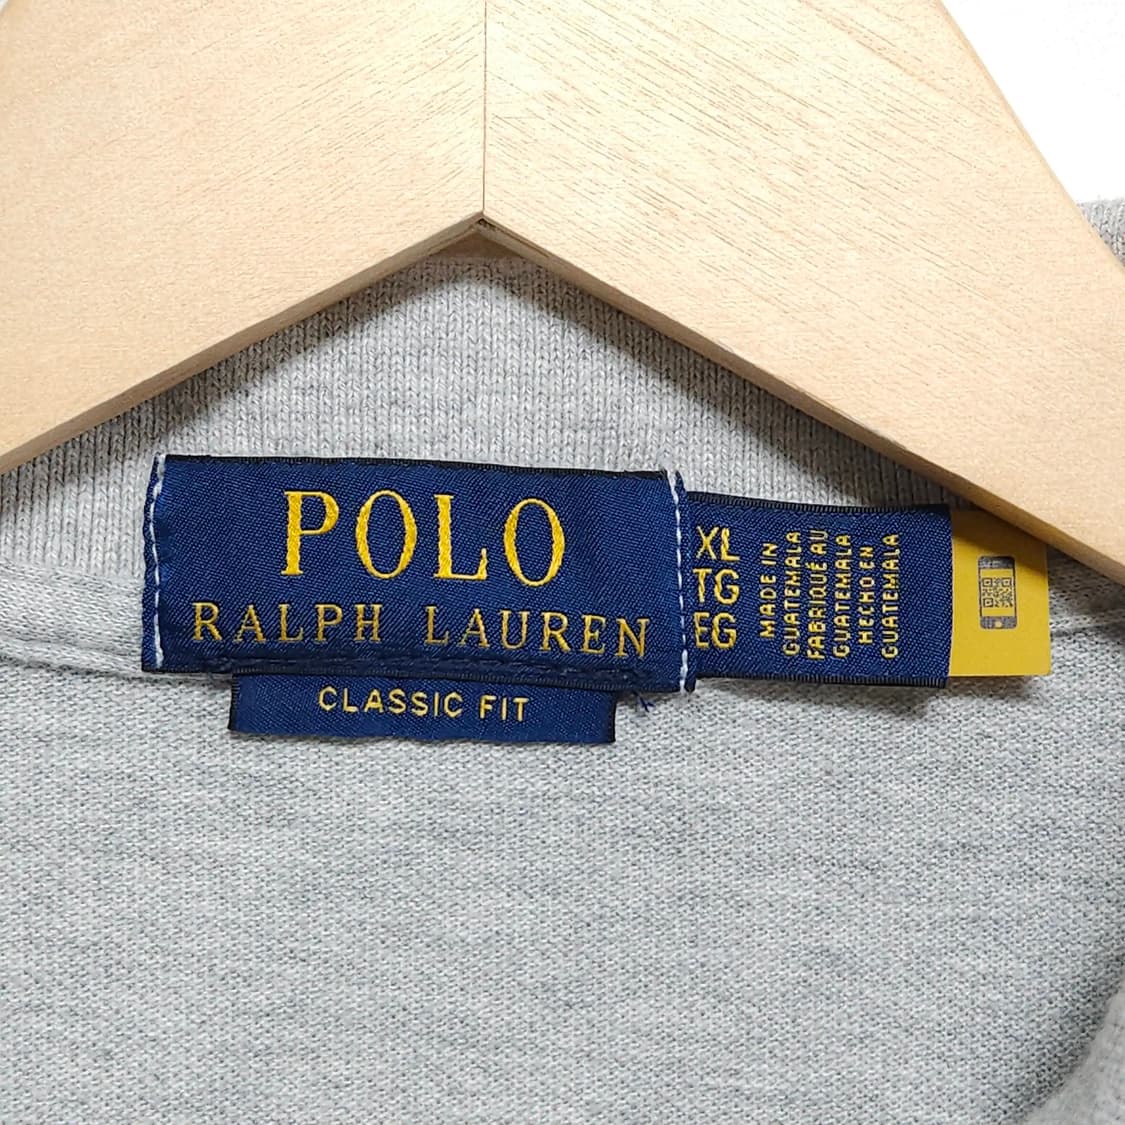 POLO
RALPH LAUREN
CLASSIC FIT
XL
TG
EG
MADE IN
GUATEMALA
FABRIQUÉ AU
GUATEMALA
HECHO EN
GUATEMALA